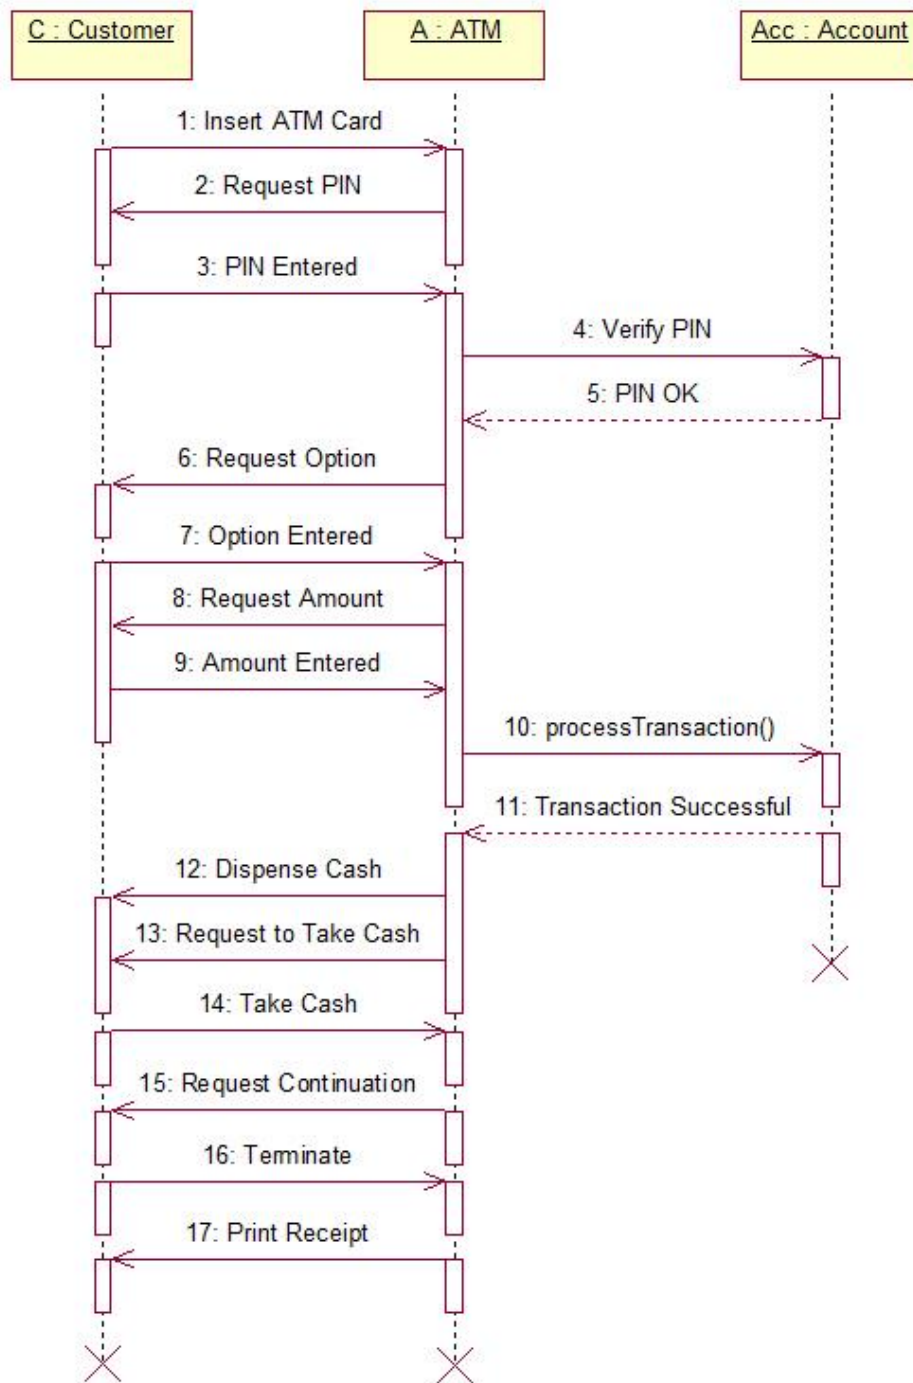 C : Customer
A : ATM
Acc : Account
1: Insert ATM Card
2: Request PIN
3: PIN Entered
4: Verify PIN
5: PIN OK
6: Request Option
7: Option Entered
8: Request Amount
9: Amount Entered
10: processTransaction()
11: Transaction Successful
12: Dispense Cash
13: Request to Take Cash
14: Take Cash
15: Request Continuation
16: Terminate
17: Print Receipt